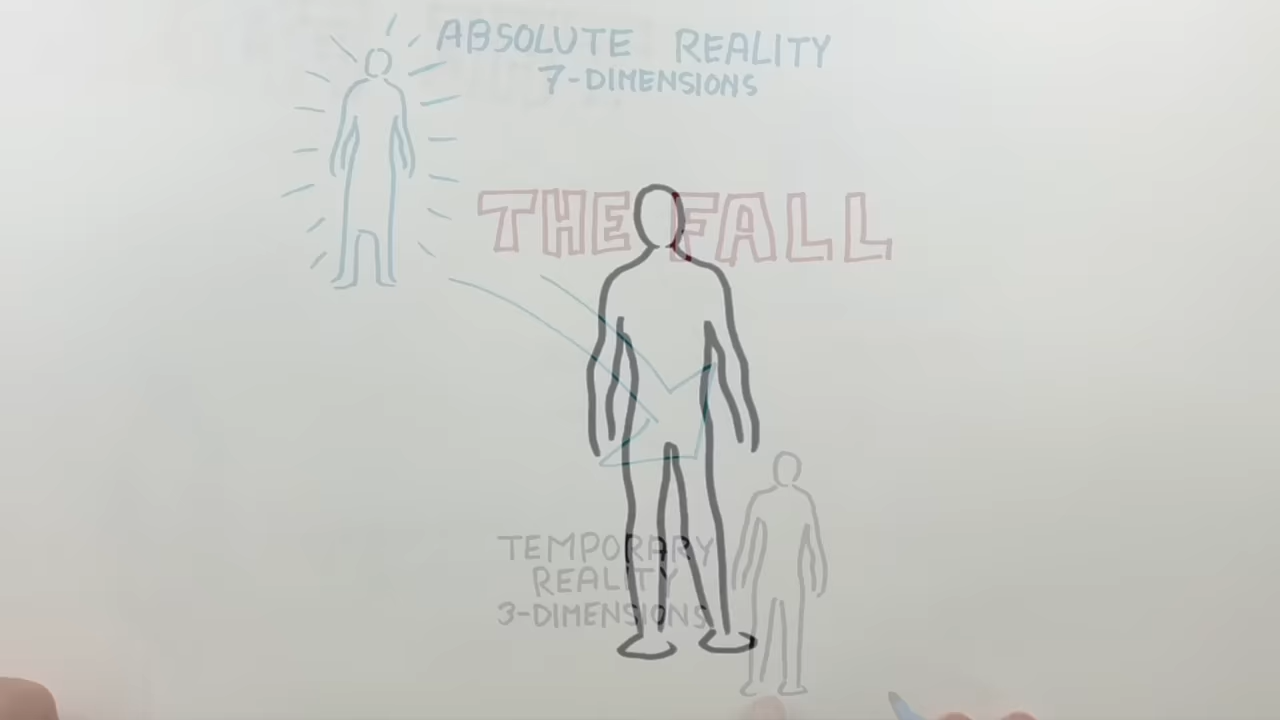 ABSOLUTE REALITY
7-DIMENSIONS
THE FALL
TEMPORARY
REALITY
3-DIMENSIONS